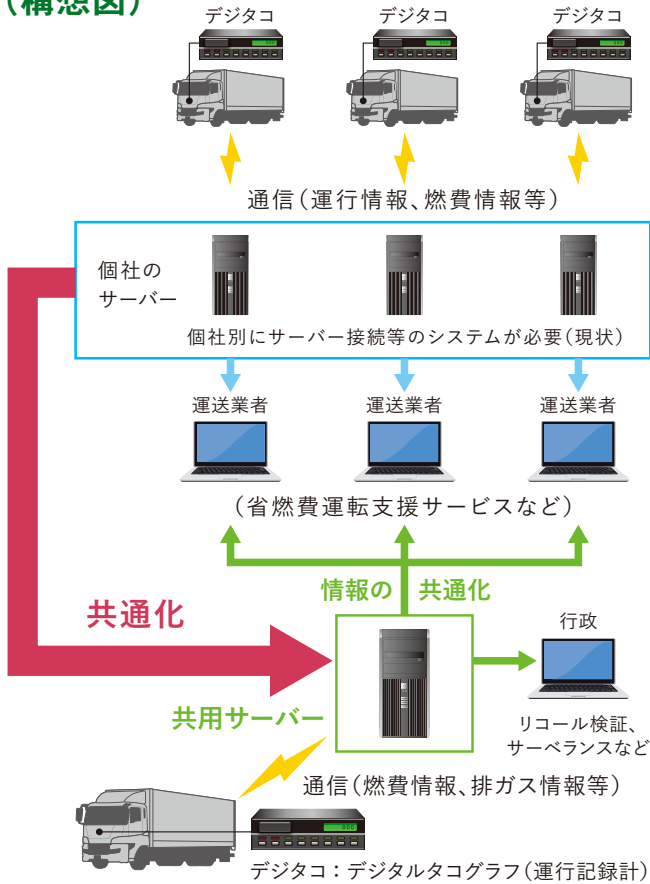 (構想図)
デジタコ デジタコ デジタコ
通信(運行情報、燃費情報等)
個社の
サーバー
個社別にサーバー接続等のシステムが必要(現状)
運送業者 運送業者 運送業者
(省燃費運転支援サービスなど)
情報の 共通化
共通化
行政
共用サーバー
リコール検証、
サーベランスなど
通信(燃費情報、排ガス情報等)
デジタコ:デジタルタコグラフ(運行記録計)